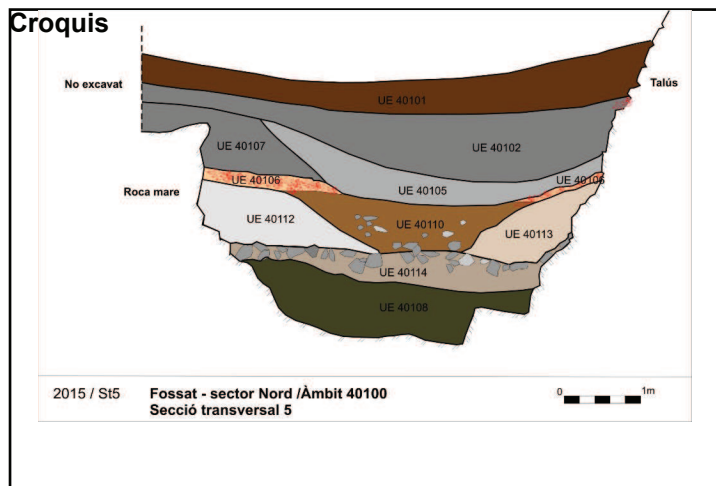 Croquis
No excavat
Talús
UE 40101
UE 40102
UE 40107
UE 40106
UE 40105
UE 40106
Roca mare
UE 40112
UE 40110
UE 40113
UE 40114
UE 40108
2015 / St5
Fossat - sector Nord /Àmbit 40100
Secció transversal 5
0
1m